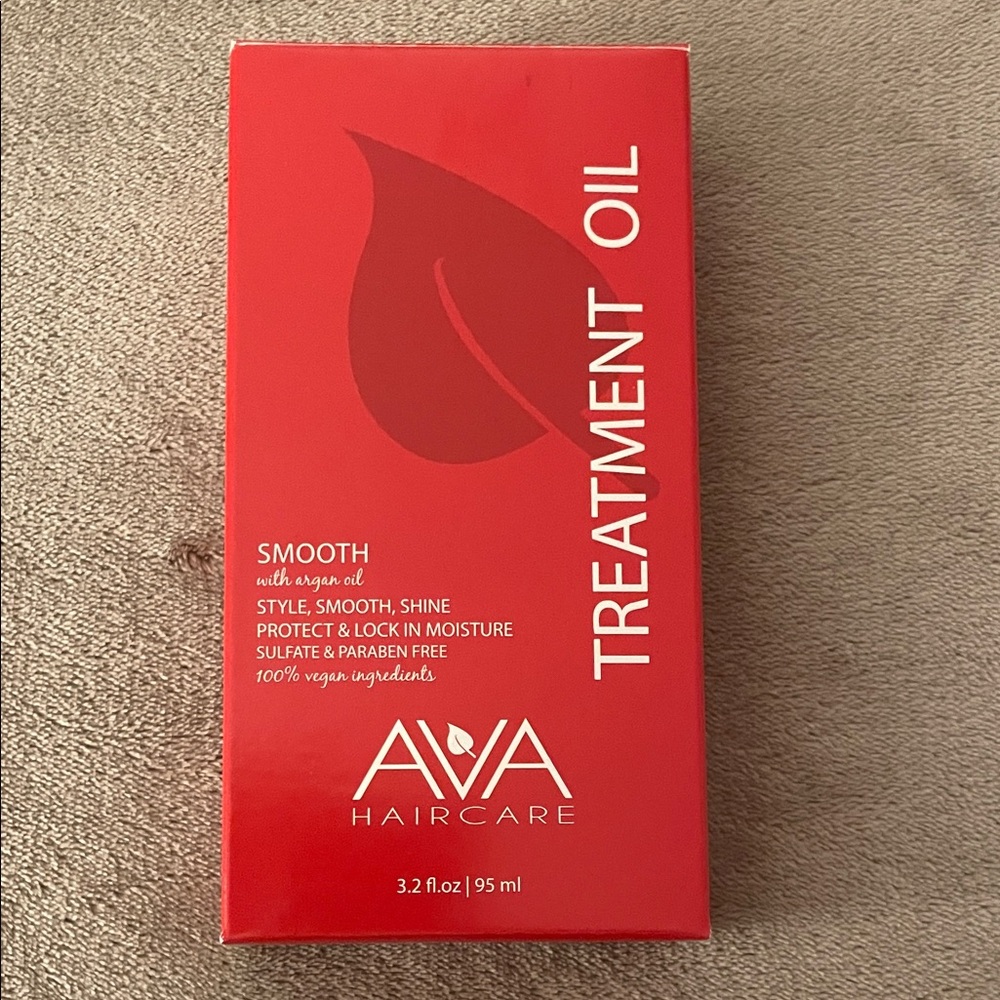 TREATMENT OIL
SMOOTH
with argan oil
STYLE, SMOOTH, SHINE
PROTECT & LOCK IN MOISTURE
SULFATE & PARABEN FREE
100% vegan ingredients
AVA
HAIRCARE
3.2 fl.oz | 95 ml